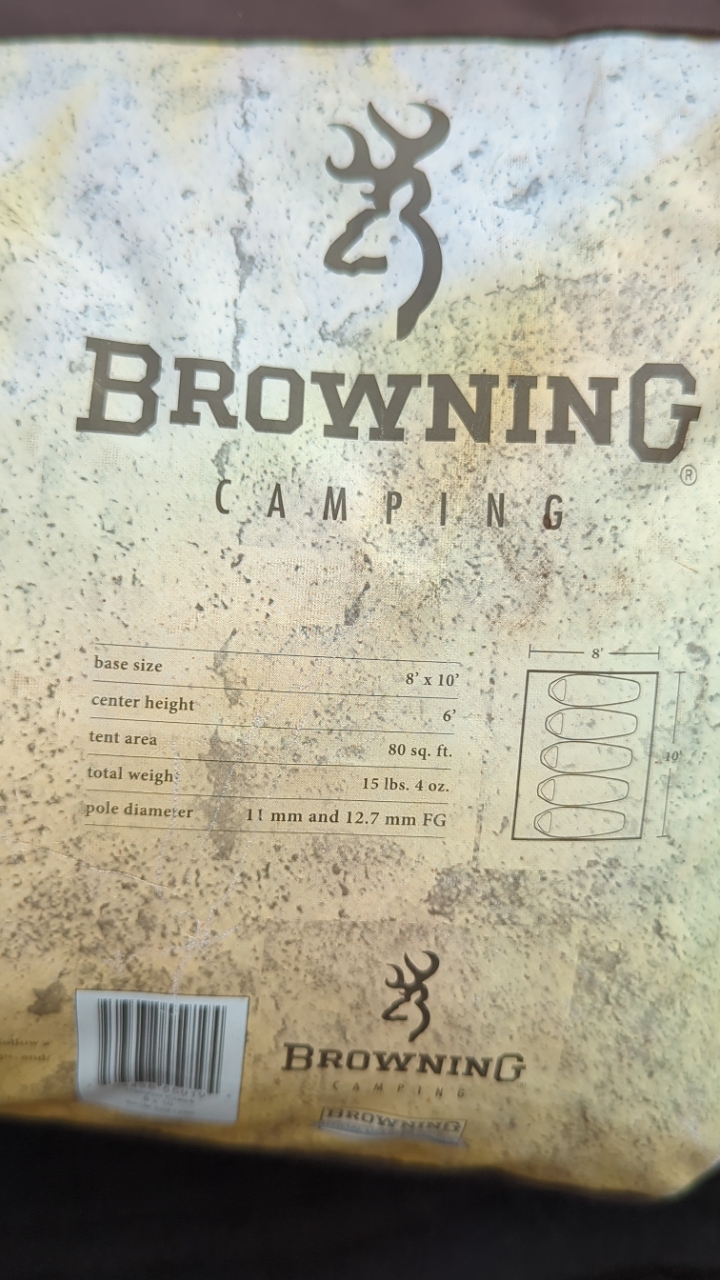 BROWNING
®
CAMPING
base size 8' x 10'
center height 6'
tent area 80 sq. ft.
total weight 15 lbs. 4 oz.
pole diameter 11 mm and 12.7 mm FG
8'
10'
BROWNING
CAMPING
BROWNING